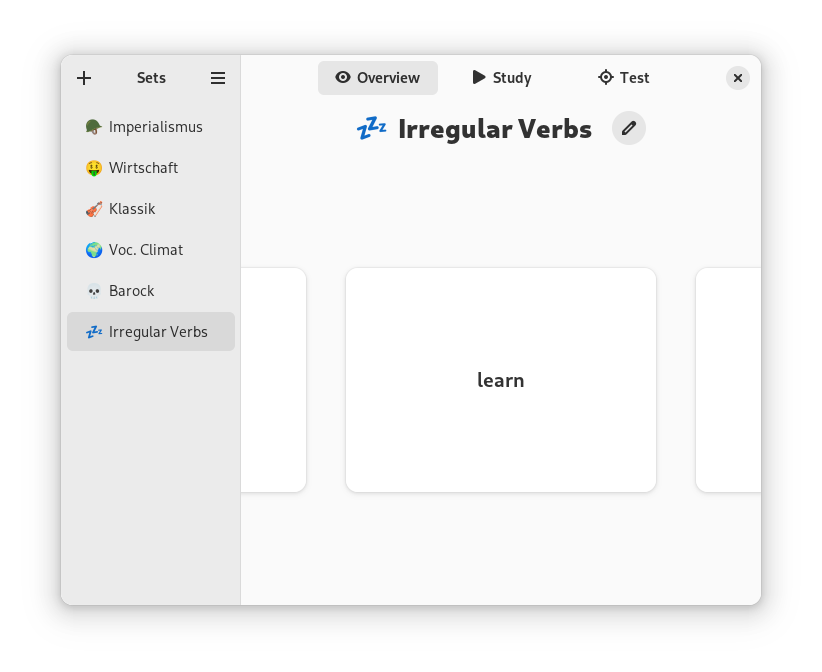 Sets
Overview
Study
Test
Imperialismus
Wirtschaft
Klassik
Voc. Climat
Barock
Irregular Verbs
💤 Irregular Verbs
learn